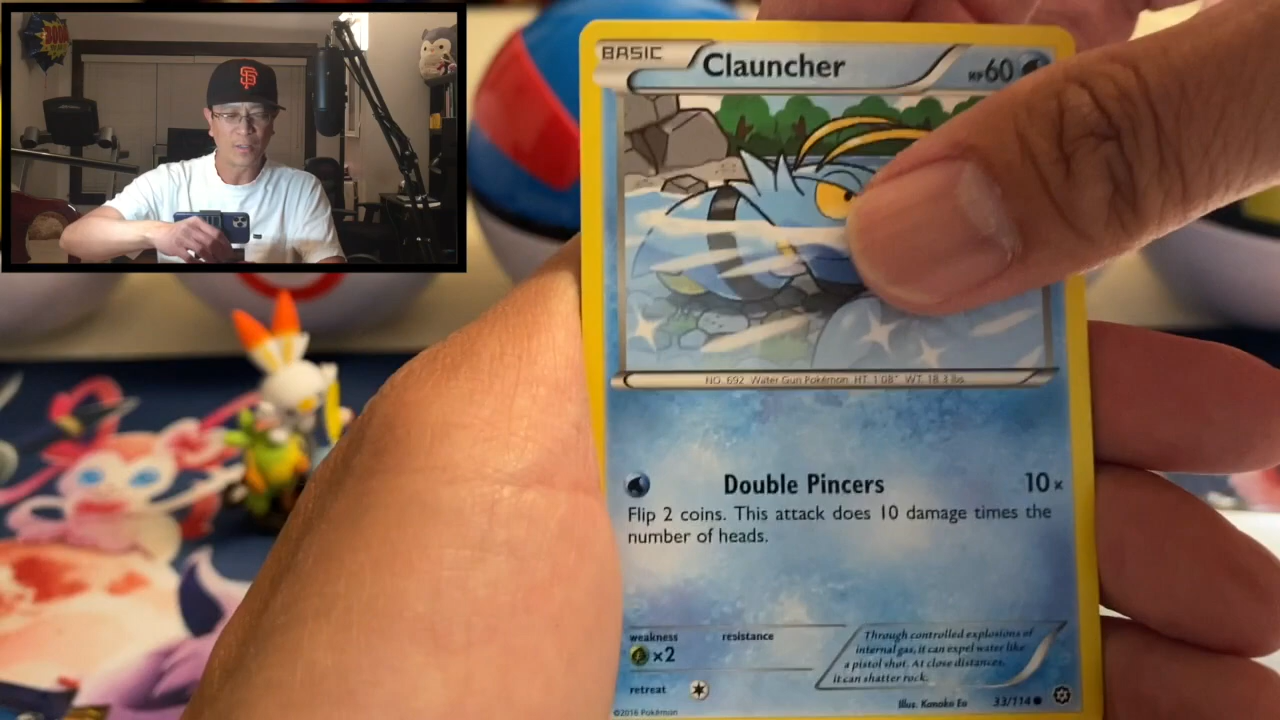 BASIC
Clauncher
HP60
NO. 692 Water Gun Pokémon HT. 1'08" WT. 18.3 lbs.
Double Pincers 10×
Flip 2 coins. This attack does 10 damage times the
number of heads.
weakness
×2
resistance
retreat
Through controlled explosions of
internal gas, it can expel water like
a pistol shot. At close distances,
it can shatter rock.
Illus. Kanako Eo
33/114
©2016 Pokémon
SF